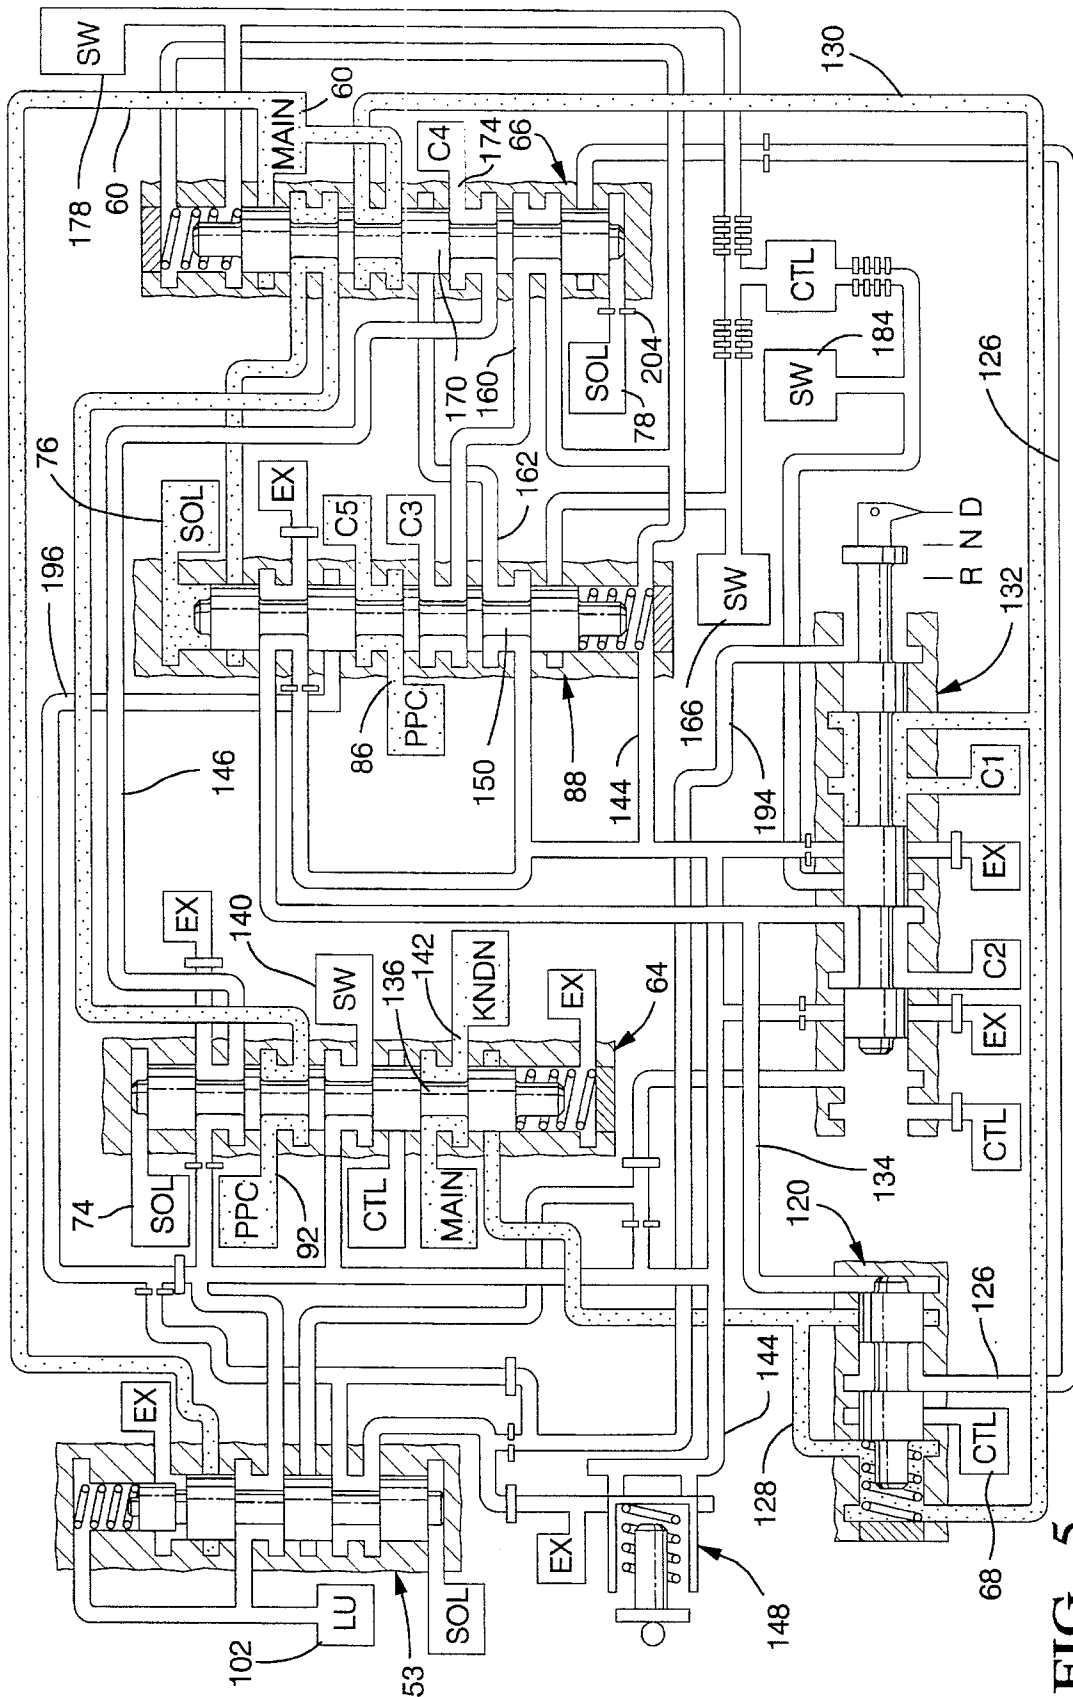 102
LU
53
SOL
EX
74
SOL
PPC
92
CTL
MAIN
EX
140
SW
136
142
KNDN
EX
64
196
146
76
SOL
EX
C5
C3
86
PPC
150
88
162
144
166
SW
194
178
SW
60
MAIN
60
C4
174
66
170
160
SOL
78
204
CTL
SW
184
130
126
R N D
132
C1
EX
C2
EX
CTL
134
120
126
144
128
CTL
68
EX
148
FIG. 5